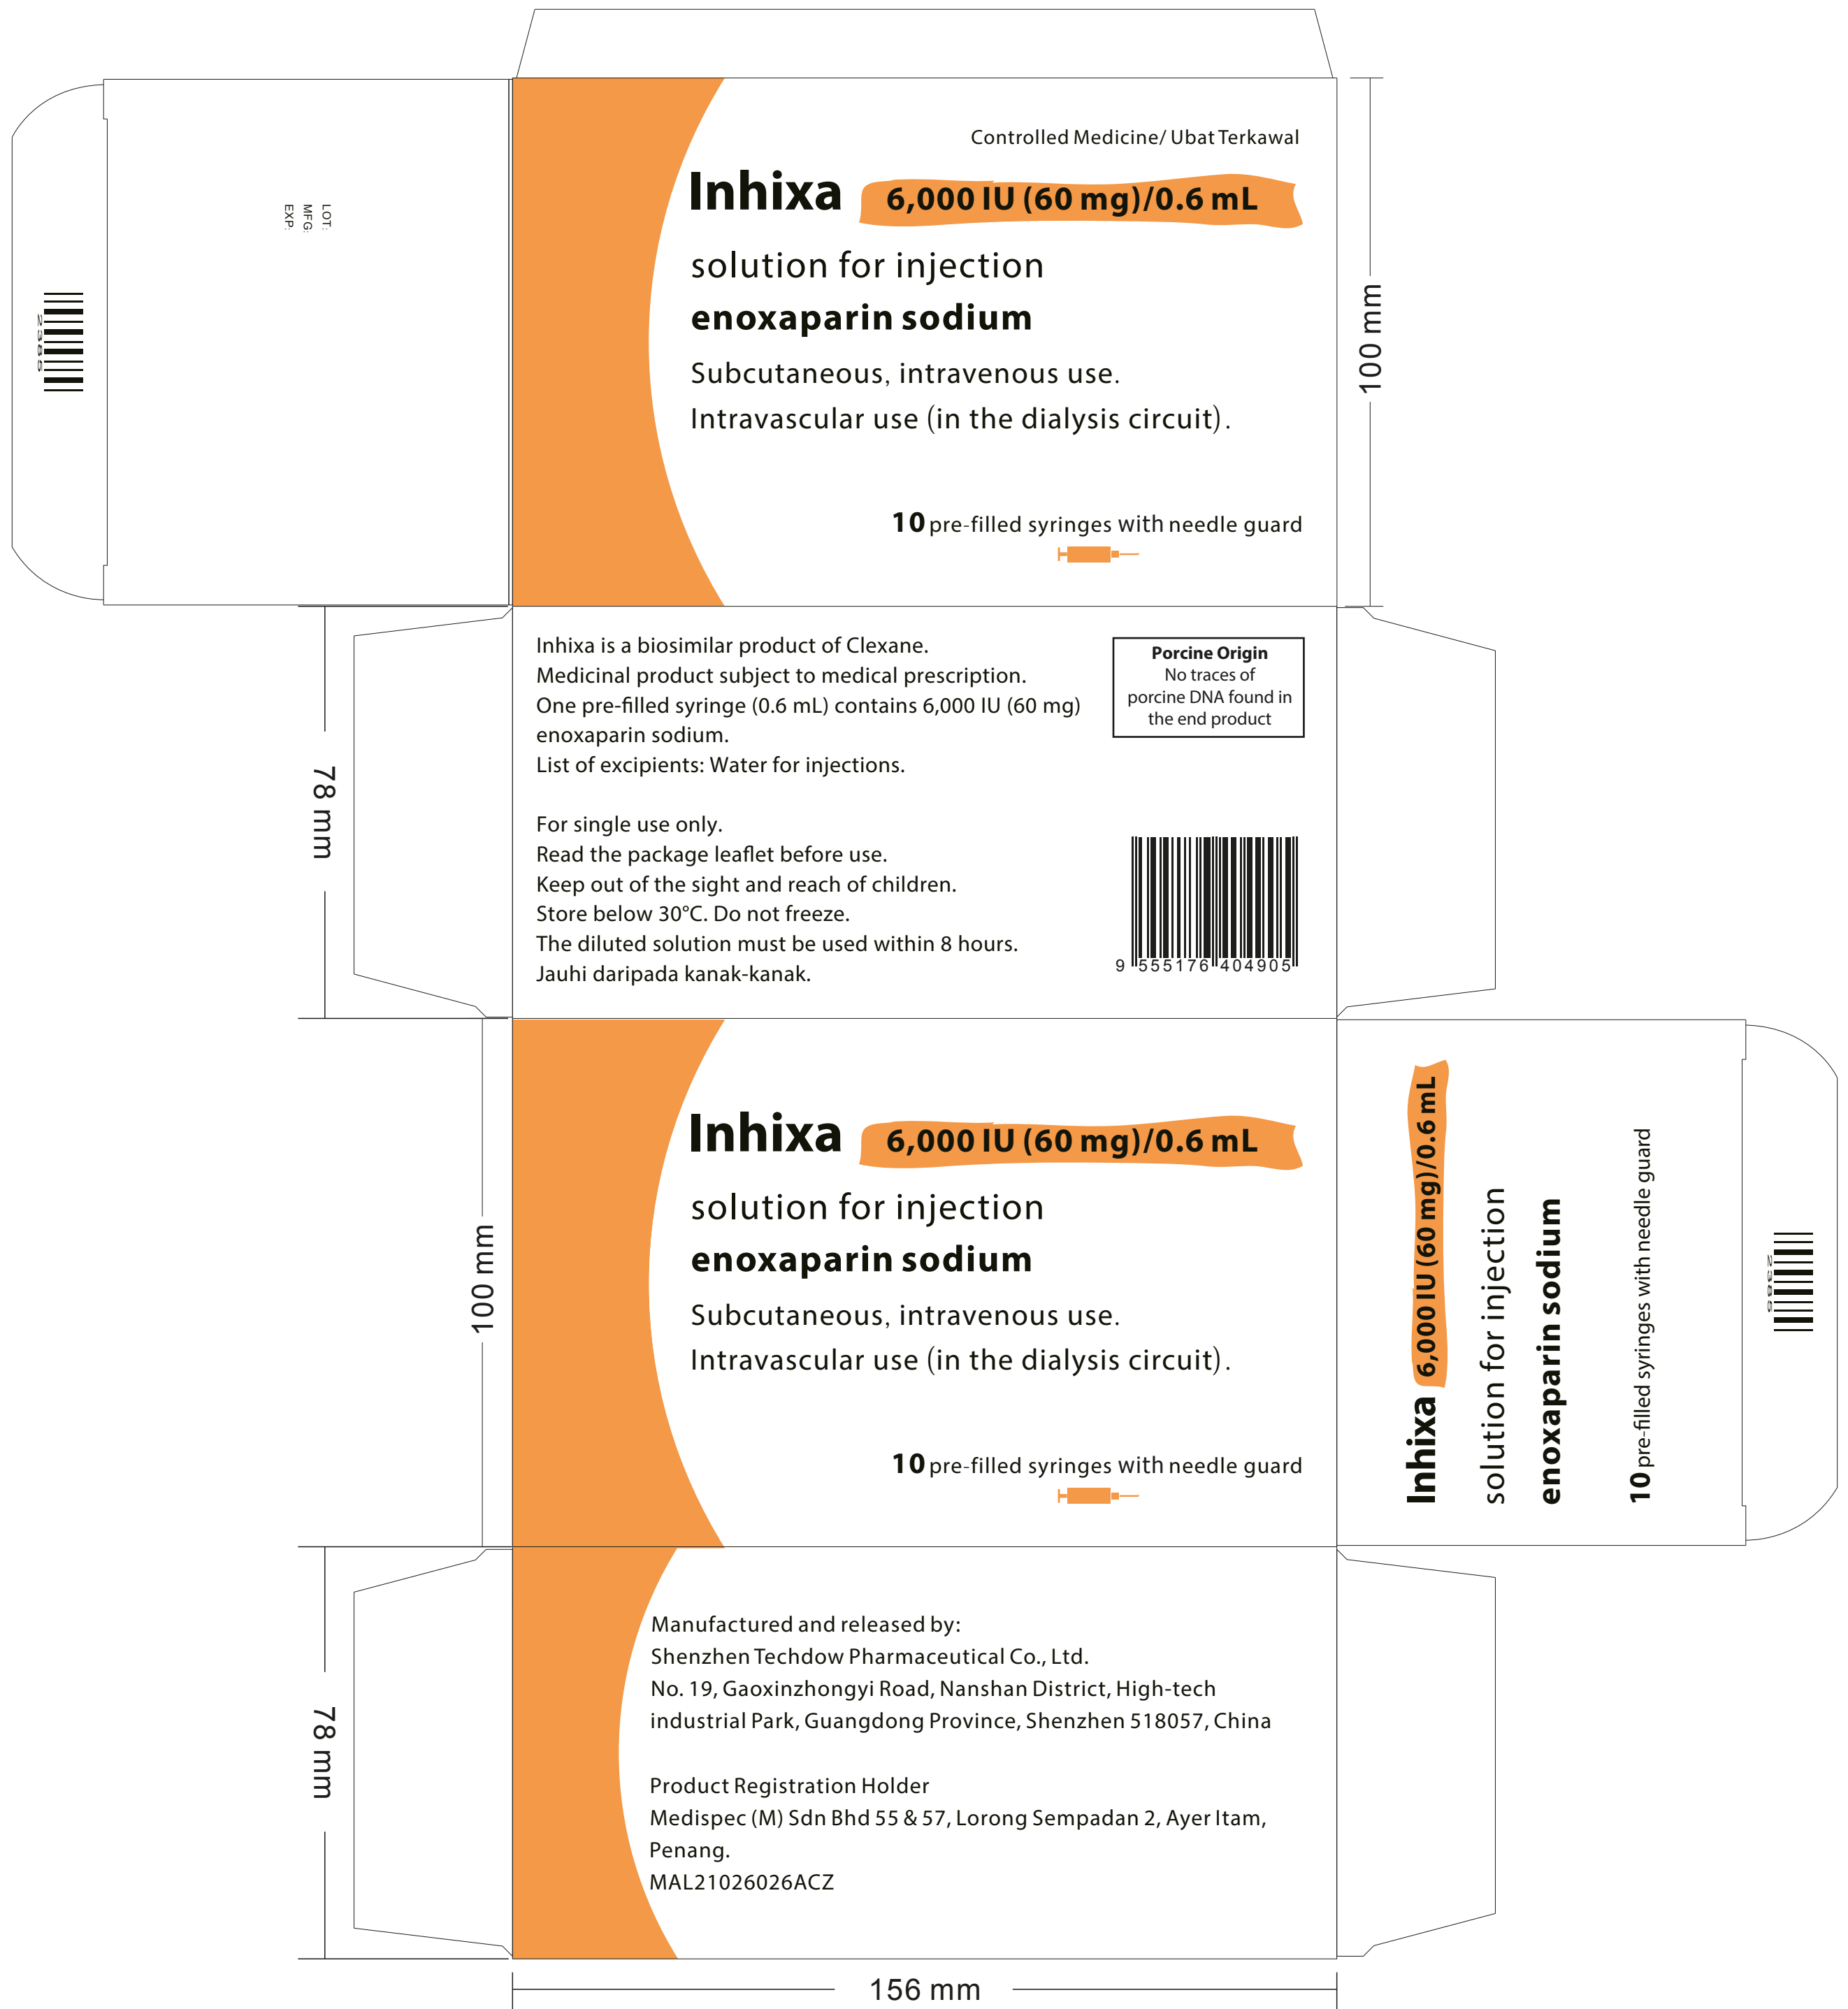 Controlled Medicine/ Ubat Terkawal
Inhixa 6,000 IU (60 mg)/0.6 mL
solution for injection
enoxaparin sodium
Subcutaneous, intravenous use.
Intravascular use (in the dialysis circuit).
10 pre-filled syringes with needle guard
LOT:
MFG:
EXP:
2385
100 mm
Inhixa is a biosimilar product of Clexane.
Medicinal product subject to medical prescription.
One pre-filled syringe (0.6 mL) contains 6,000 IU (60 mg)
enoxaparin sodium.
List of excipients: Water for injections.
For single use only.
Read the package leaflet before use.
Keep out of the sight and reach of children.
Store below 30°C. Do not freeze.
The diluted solution must be used within 8 hours.
Jauhi daripada kanak-kanak.
Porcine Origin
No traces of
porcine DNA found in
the end product
9 555176 404905
78 mm
Inhixa 6,000 IU (60 mg)/0.6 mL
solution for injection
enoxaparin sodium
Subcutaneous, intravenous use.
Intravascular use (in the dialysis circuit).
10 pre-filled syringes with needle guard
100 mm
Inhixa 6,000 IU (60 mg)/0.6 mL
solution for injection
enoxaparin sodium
10 pre-filled syringes with needle guard
2385
Manufactured and released by:
Shenzhen Techdow Pharmaceutical Co., Ltd.
No. 19, Gaoxinzhongyi Road, Nanshan District, High-tech
industrial Park, Guangdong Province, Shenzhen 518057, China
Product Registration Holder
Medispec (M) Sdn Bhd 55 & 57, Lorong Sempadan 2, Ayer Itam,
Penang.
MAL21026026ACZ
78 mm
156 mm